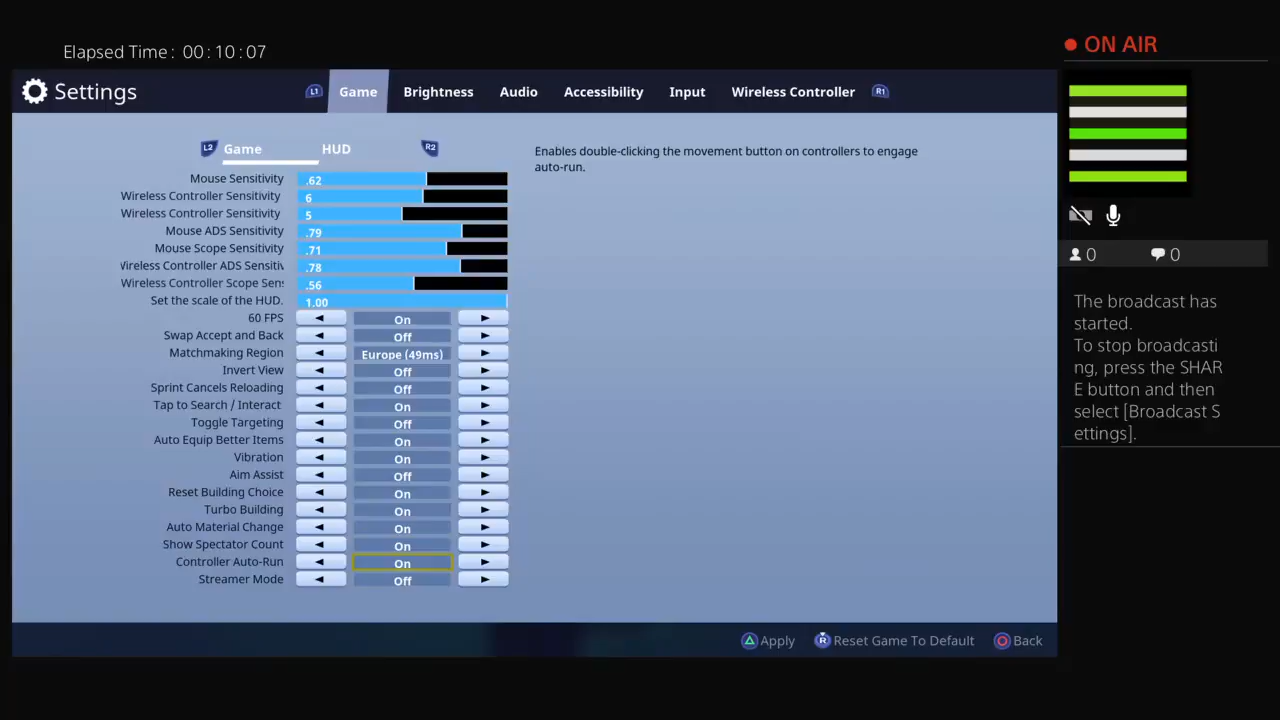 Elapsed Time: 00:10:07
ON AIR
Settings
L1 Game Brightness Audio Accessibility Input Wireless Controller R1
L2 Game HUD R2
Enables double-clicking the movement button on controllers to engage
auto-run.
Mouse Sensitivity .62
Wireless Controller Sensitivity 6
Wireless Controller Sensitivity 5
Mouse ADS Sensitivity .79
Mouse Scope Sensitivity .71
Wireless Controller ADS Sensitiv .78
Wireless Controller Scope Sens .56
Set the scale of the HUD. 1.00
60 FPS On
Swap Accept and Back Off
Matchmaking Region Europe (49ms)
Invert View Off
Sprint Cancels Reloading Off
Tap to Search / Interact On
Toggle Targeting Off
Auto Equip Better Items On
Vibration On
Aim Assist Off
Reset Building Choice On
Turbo Building On
Auto Material Change On
Show Spectator Count On
Controller Auto-Run On
Streamer Mode Off
Apply R Reset Game To Default Back
0 0
The broadcast has
started.
To stop broadcasti
ng, press the SHAR
E button and then
select [Broadcast S
ettings].